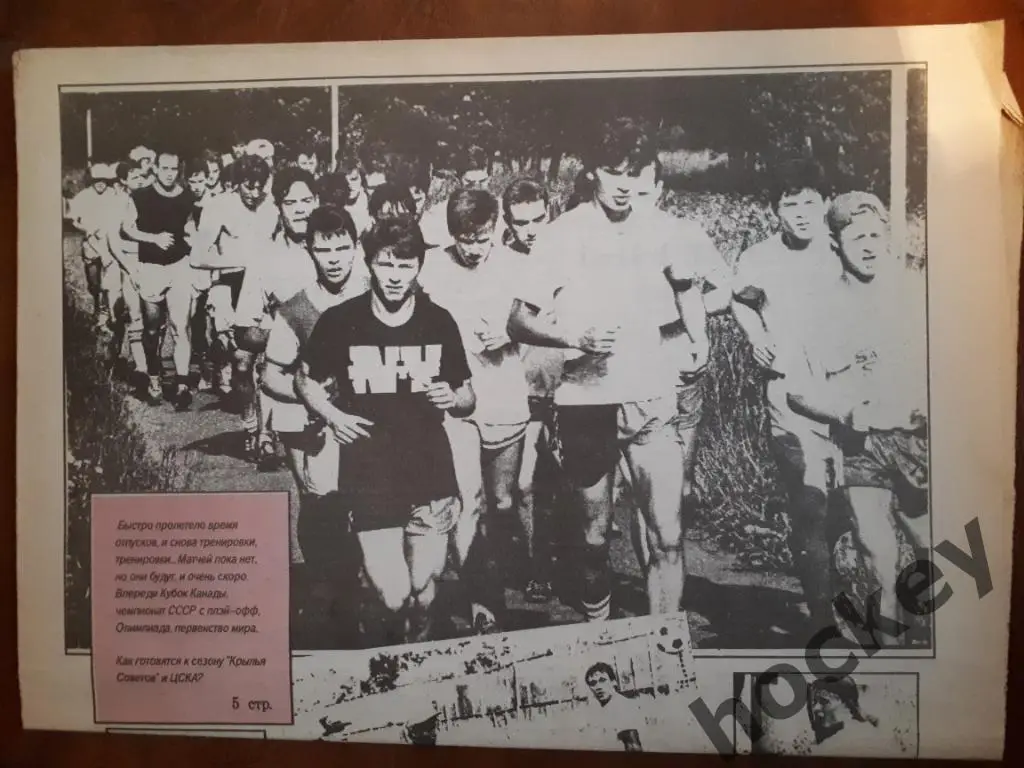 Быстро пролетело время
отпусков, и снова тренировки,
тренировки... Матчей пока нет,
но они будут, и очень скоро.
Впереди Кубок Канады,
чемпионат СССР с плэй-офф,
Олимпиада, первенство мира.
Как готовятся к сезону "Крылья
Советов" и ЦСКА?
5 стр.
hockey